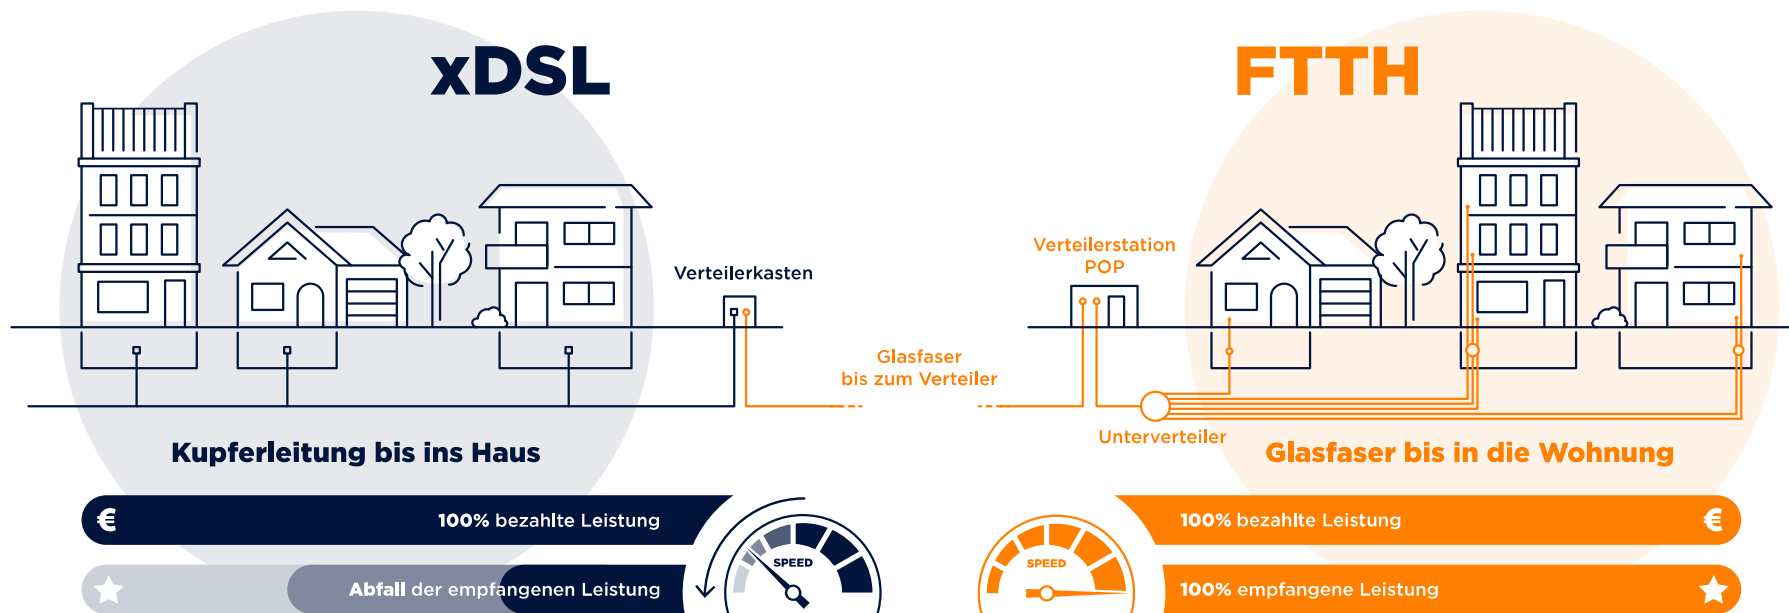 xDSL
FTTH
Verteilerkasten
Verteilerstation
POP
Glasfaser
bis zum Verteiler
Unterverteiler
Kupferleitung bis ins Haus
Glasfaser bis in die Wohnung
€ 100% bezahlte Leistung
SPEED
Abfall der empfangenen Leistung
100% bezahlte Leistung €
SPEED
100% empfangene Leistung